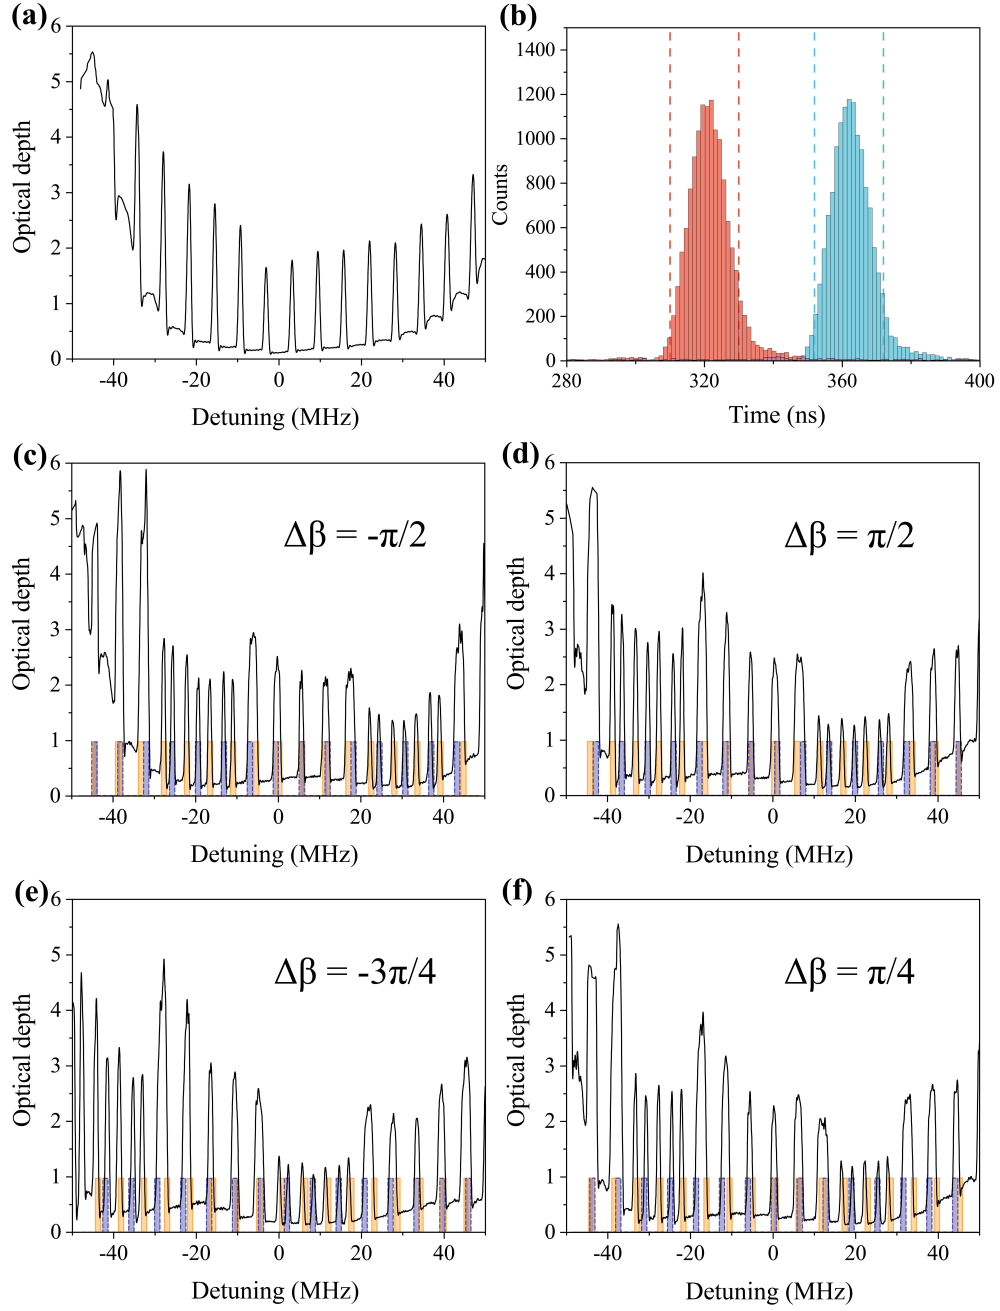 (a)
6
5
4
3
2
1
0
Optical depth
-40 -20 0 20 40
Detuning (MHz)
(b)
1400
1200
1000
800
600
400
200
0
Counts
280 320 360 400
Time (ns)
(c)
6
5
4
3
2
1
0
Optical depth
Δβ = -π/2
-40 -20 0 20 40
Detuning (MHz)
(d)
6
5
4
3
2
1
0
Optical depth
Δβ = π/2
-40 -20 0 20 40
Detuning (MHz)
(e)
6
5
4
3
2
1
0
Optical depth
Δβ = -3π/4
-40 -20 0 20 40
Detuning (MHz)
(f)
6
5
4
3
2
1
0
Optical depth
Δβ = π/4
-40 -20 0 20 40
Detuning (MHz)